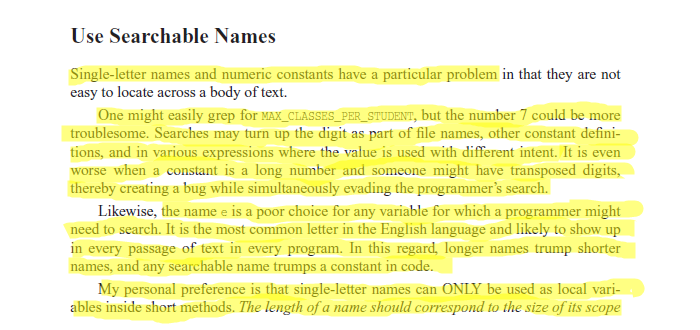 Use Searchable Names
Single-letter names and numeric constants have a particular problem in that they are not
easy to locate across a body of text.
One might easily grep for MAX_CLASSES_PER_STUDENT, but the number 7 could be more
troublesome. Searches may turn up the digit as part of file names, other constant defini-
tions, and in various expressions where the value is used with different intent. It is even
worse when a constant is a long number and someone might have transposed digits,
thereby creating a bug while simultaneously evading the programmer’s search.
Likewise, the name e is a poor choice for any variable for which a programmer might
need to search. It is the most common letter in the English language and likely to show up
in every passage of text in every program. In this regard, longer names trump shorter
names, and any searchable name trumps a constant in code.
My personal preference is that single-letter names can ONLY be used as local vari-
ables inside short methods. The length of a name should correspond to the size of its scope